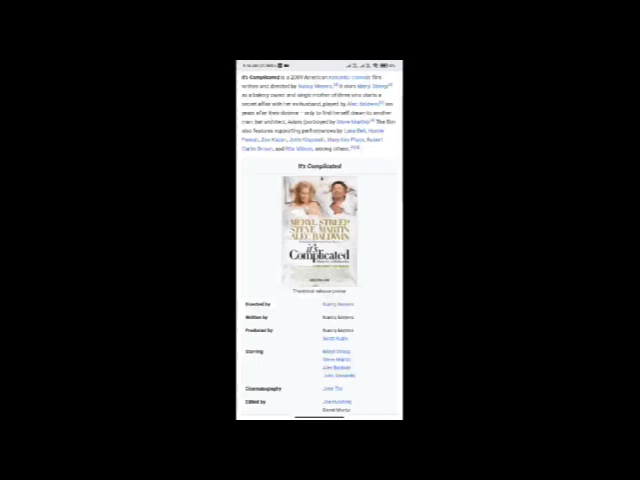 It's Complicated is a 2009 American romantic comedy film
written and directed by Nancy Meyers.[4] It stars Meryl Streep
as a bakery owner and single mother of three who starts a
secret affair with her ex-husband, played by Alec Baldwin, ten
years after their divorce – only to find herself drawn to another
man: her architect, Adam (portrayed by Steve Martin). The film
also features supporting performances by Lake Bell, Hunter
Parrish, Zoe Kazan, John Krasinski, Mary Kay Place, Robert
Curtis Brown, and Rita Wilson, among others.
It's Complicated
MERYL STREEP
STEVE MARTIN
ALEC BALDWIN
it's
Complicated
Theatrical release poster
Directed by Nancy Meyers
Written by Nancy Meyers
Produced by Nancy Meyers
Scott Rudin
Starring Meryl Streep
Steve Martin
Alec Baldwin
John Krasinski
Cinematography John Toll
Edited by Joe Hutshing
David Moritz